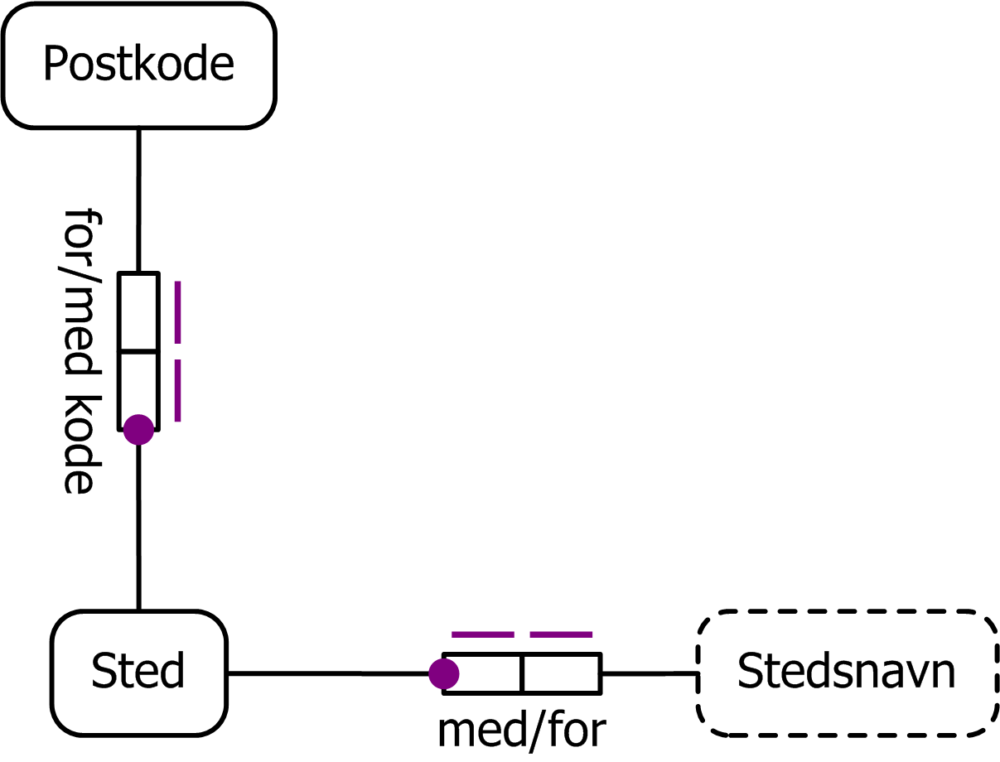 Postkode
for/med kode
Sted
Stedsnavn
med/for